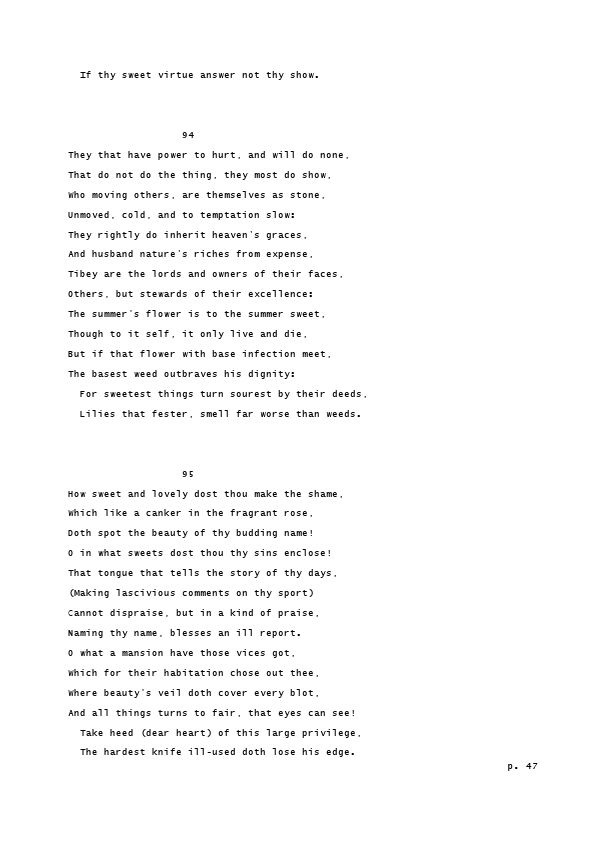 If thy sweet virtue answer not thy show.
94
They that have power to hurt, and will do none,
That do not do the thing, they most do show,
Who moving others, are themselves as stone,
Unmoved, cold, and to temptation slow:
They rightly do inherit heaven's graces,
And husband nature's riches from expense,
Tibey are the lords and owners of their faces,
Others, but stewards of their excellence:
The summer's flower is to the summer sweet,
Though to it self, it only live and die,
But if that flower with base infection meet,
The basest weed outbraves his dignity:
For sweetest things turn sourest by their deeds,
Lilies that fester, smell far worse than weeds.
95
How sweet and lovely dost thou make the shame,
Which like a canker in the fragrant rose,
Doth spot the beauty of thy budding name!
O in what sweets dost thou thy sins enclose!
That tongue that tells the story of thy days,
(Making lascivious comments on thy sport)
Cannot dispraise, but in a kind of praise,
Naming thy name, blesses an ill report.
O what a mansion have those vices got,
Which for their habitation chose out thee,
Where beauty's veil doth cover every blot,
And all things turns to fair, that eyes can see!
Take heed (dear heart) of this large privilege,
The hardest knife ill-used doth lose his edge.
p. 47